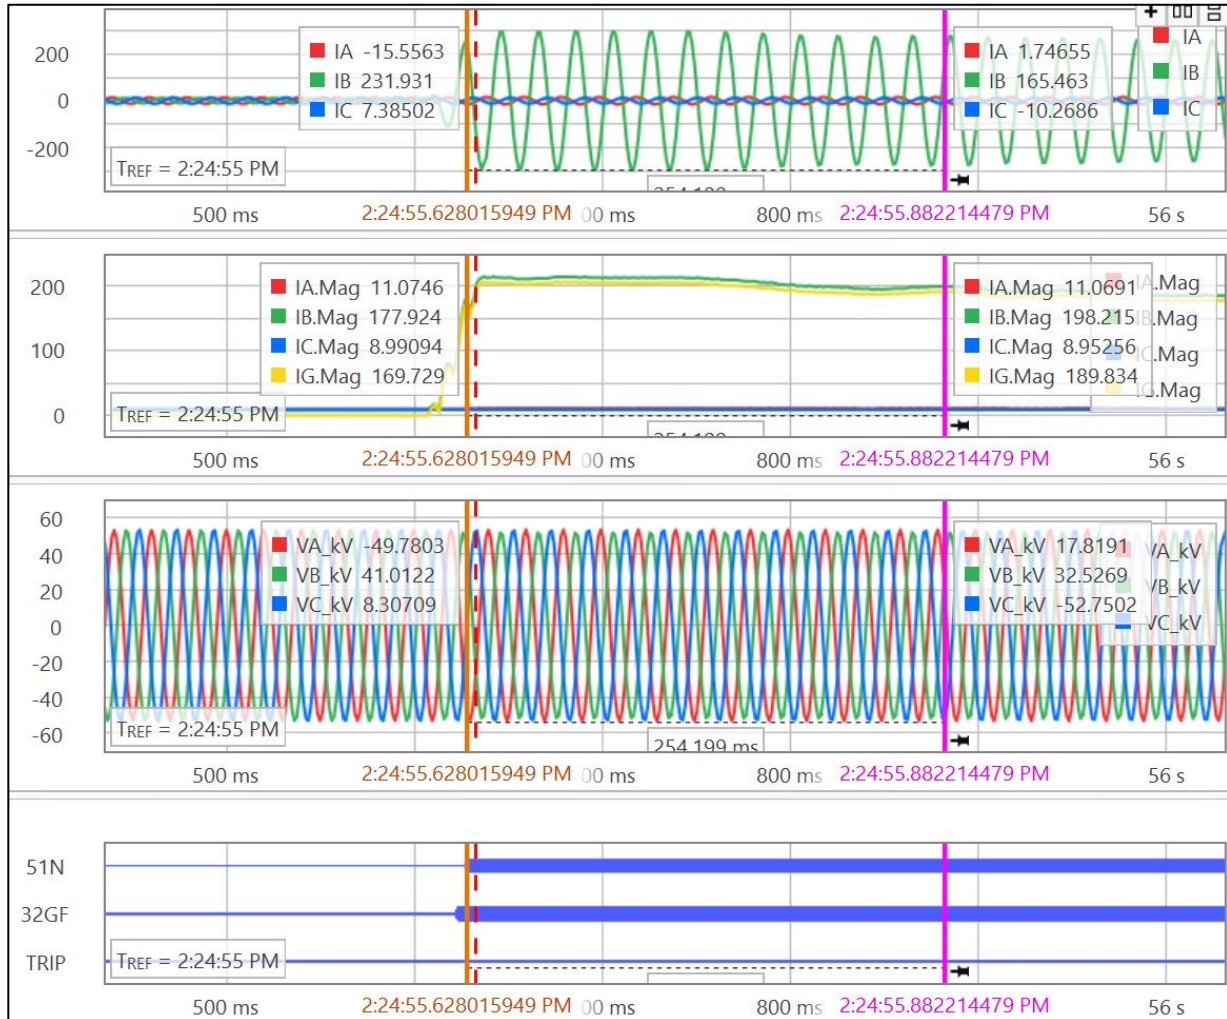 200
0
-200
IA -15.5563
IB 231.931
IC 7.38502
IA 1.74655
IB 165.463
IC -10.2686
IA
IB
IC
TREF = 2:24:55 PM
500 ms 2:24:55.628015949 PM 00 ms 800 ms 2:24:55.882214479 PM 56 s
200
100
0
IA.Mag 11.0746
IB.Mag 177.924
IC.Mag 8.99094
IG.Mag 169.729
IA.Mag 11.0691
IB.Mag 198.215
IC.Mag 8.95256
IG.Mag 189.834
IA.Mag
IB.Mag
IC.Mag
IG.Mag
TREF = 2:24:55 PM
500 ms 2:24:55.628015949 PM 00 ms 800 ms 2:24:55.882214479 PM 56 s
60
40
20
0
-20
-40
-60
VA_kV -49.7803
VB_kV 41.0122
VC_kV 8.30709
VA_kV 17.8191
VB_kV 32.5269
VC_kV -52.7502
VA_kV
VB_kV
VC_kV
TREF = 2:24:55 PM
254.199 ms
500 ms 2:24:55.628015949 PM 00 ms 800 ms 2:24:55.882214479 PM 56 s
51N
32GF
TRIP
TREF = 2:24:55 PM
500 ms 2:24:55.628015949 PM 00 ms 800 ms 2:24:55.882214479 PM 56 s